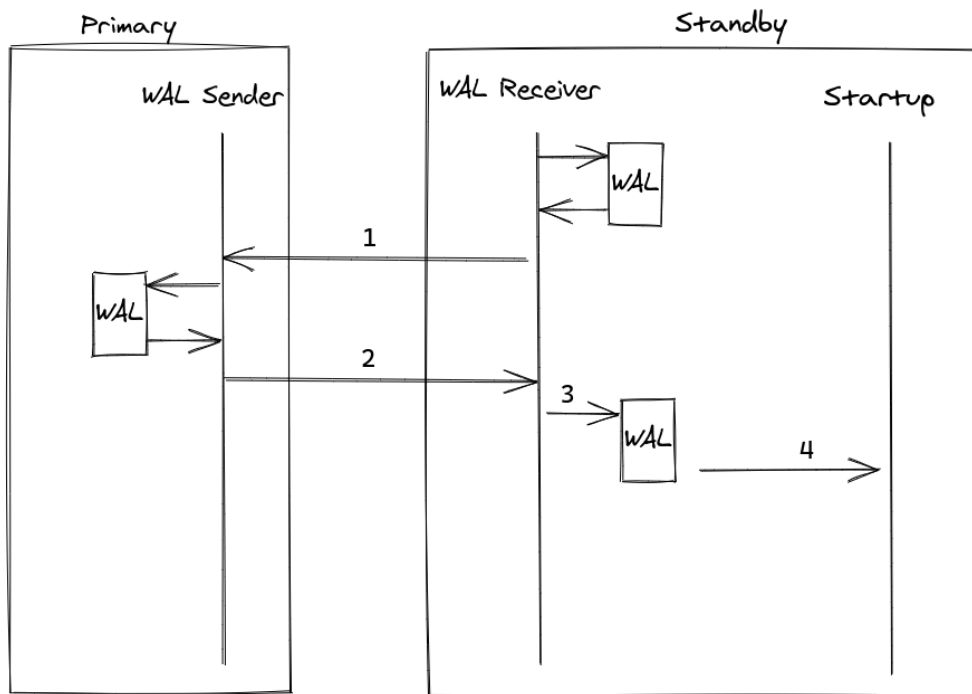 Primary
Standby
WAL Sender
WAL Receiver
Startup
WAL
1
WAL
2
3
WAL
4